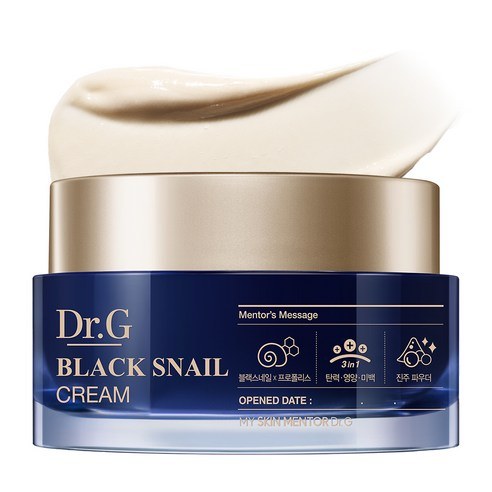 Dr.G
BLACK SNAIL
CREAM
Mentor's Message
3 in 1
블랙스네일 x 프로폴리스
탄력·영양·미백
진주 파우더
OPENED DATE : . .
MY SKIN MENTOR Dr.G